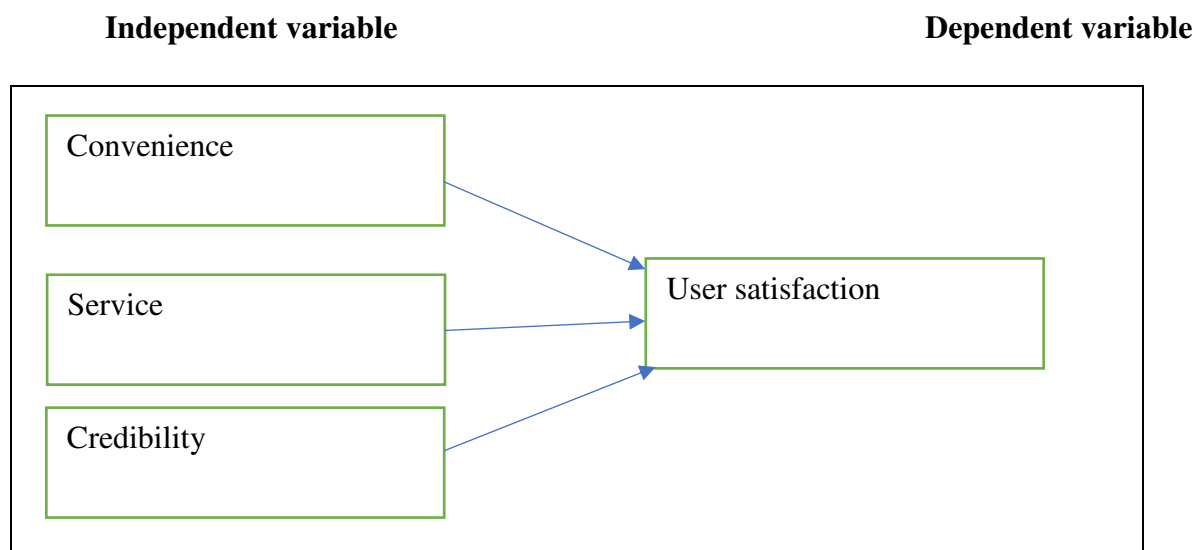 Independent variable
Dependent variable
Convenience
Service
User satisfaction
Credibility